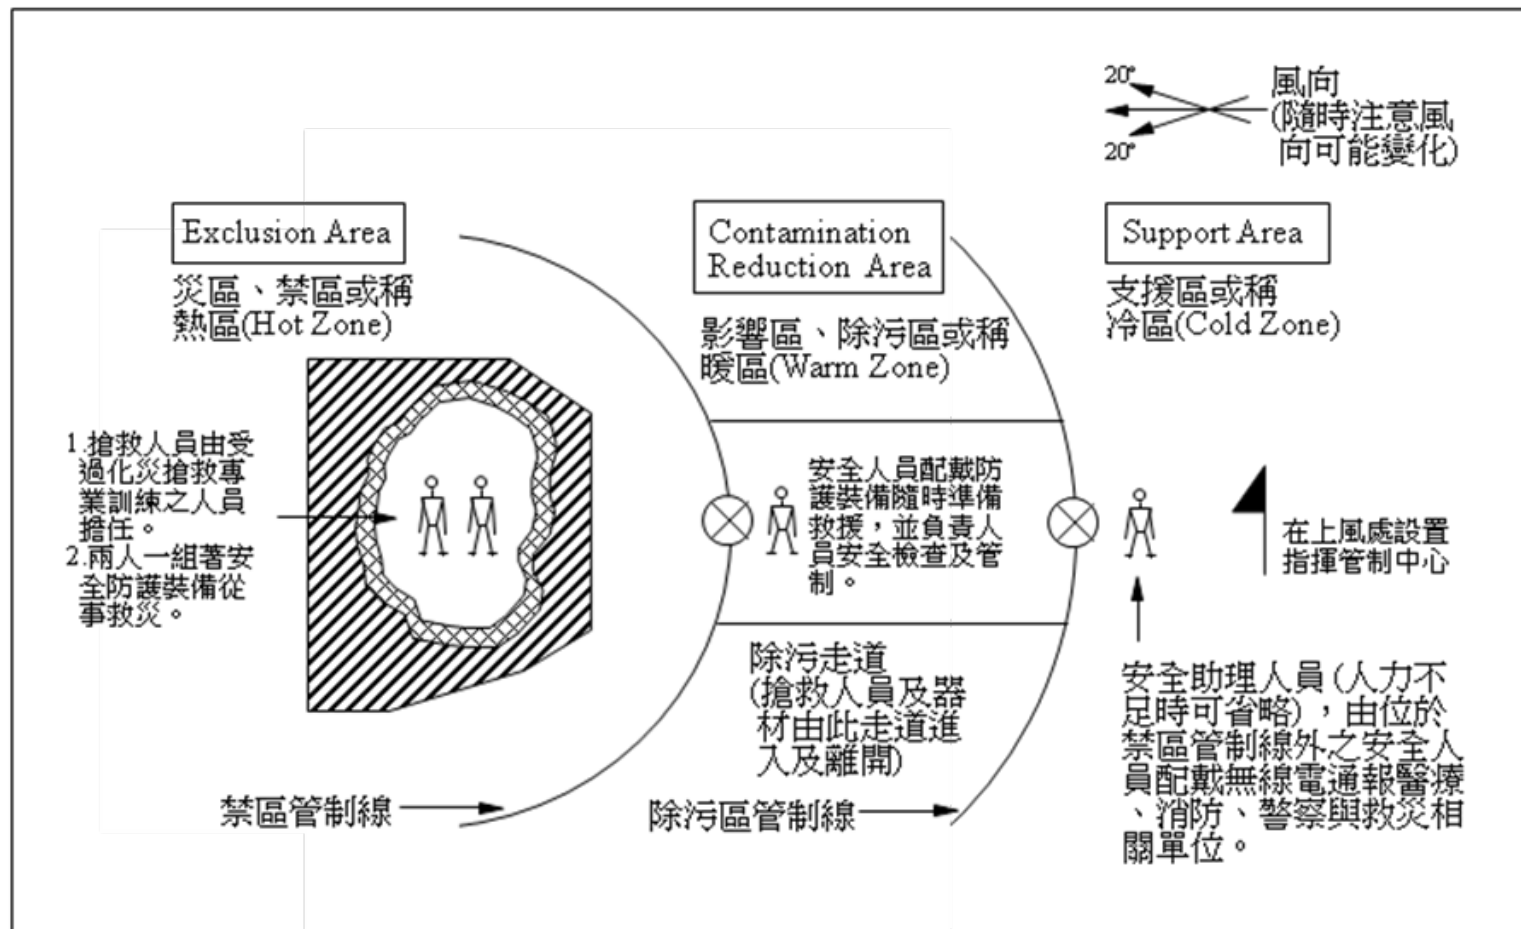 20°
20°
風向
(隨時注意風
向可能變化)
Exclusion Area
災區、禁區或稱
熱區(Hot Zone)
Contamination
Reduction Area
影響區、除污區或稱
暖區(Warm Zone)
Support Area
支援區或稱
冷區(Cold Zone)
1.搶救人員由受
過化災搶救專
業訓練之人員
擔任。
2.兩人一組著安
全防護裝備從
事救災。
安全人員配戴防
護裝備隨時準備
救援，並負責人
員安全檢查及管
制。
在上風處設置
指揮管制中心
除污走道
(搶救人員及器
材由此走道進
入及離開)
安全助理人員(人力不
足時可省略)，由位於
禁區管制線外之安全人
員配戴無線電通報醫療
、消防、警察與救災相
關單位。
禁區管制線
除污區管制線